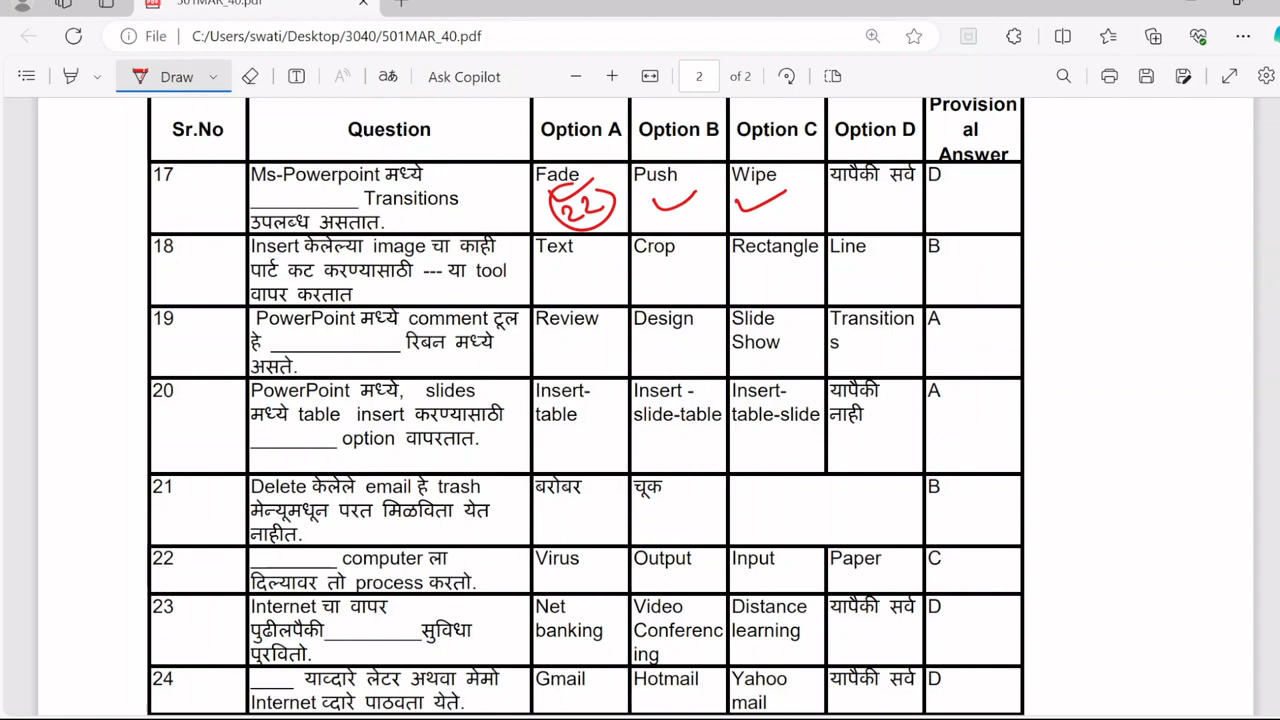 501MAR_40.pdf
File C:/Users/swati/Desktop/3040/501MAR_40.pdf
Draw Ask Copilot 2 of 2
Sr.No Question Option A Option B Option C Option D Provision
al
Answer
17 Ms-Powerpoint मध्ये Fade Push Wipe यापैकी सर्व D
__________ Transitions 22
उपलब्ध असतात.
18 Insert केलेल्या image चा काही Text Crop Rectangle Line B
पार्ट कट करण्यासाठी --- या tool
वापर करतात
19 PowerPoint मध्ये comment टूल Review Design Slide Transition A
हे ____________ रिबन मध्ये Show s
असते.
20 PowerPoint मध्ये, slides Insert- Insert - Insert- यापैकी A
मध्ये table insert करण्यासाठी table slide-table table-slide नाही
________ option वापरतात.
21 Delete केलेले email हे trash बरोबर चूक B
मेन्यूमधून परत मिळविता येत
नाहीत.
22 ________ computer ला Virus Output Input Paper C
दिल्यावर तो process करतो.
23 Internet चा वापर Net Video Distance यापैकी सर्व D
पुढीलपैकी_________सुविधा banking Conferenc learning
पुरवितो. ing
24 ____ याव्दारे लेटर अथवा मेमो Gmail Hotmail Yahoo यापैकी सर्व D
Internet व्दारे पाठवता येते. mail